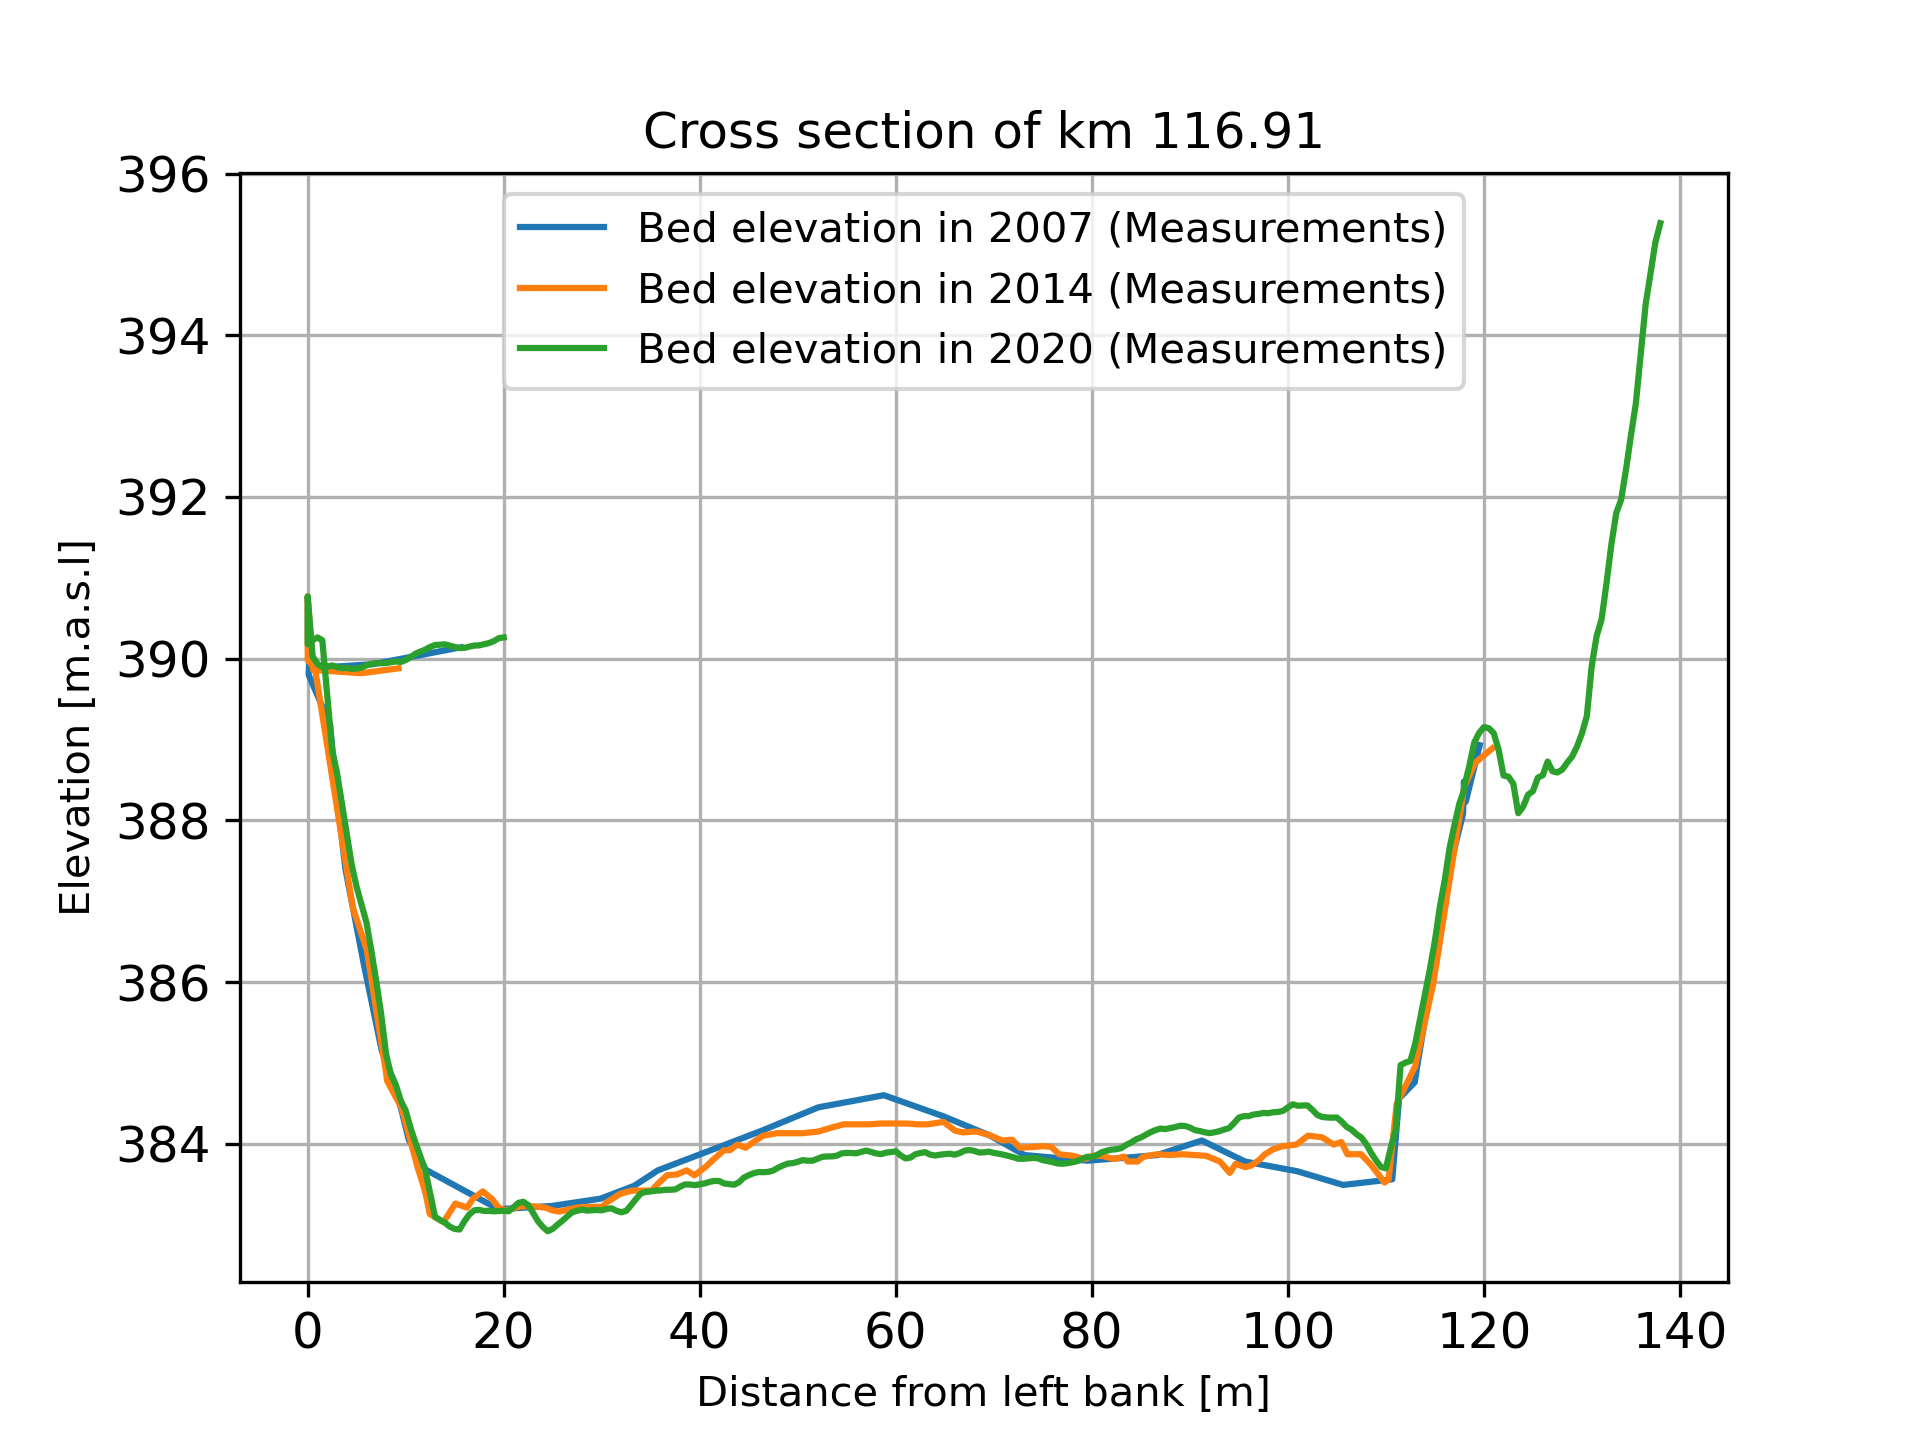 Cross section of km 116.91
396
394
392
390
388
386
384
Elevation [m.a.s.l]
Bed elevation in 2007 (Measurements)
Bed elevation in 2014 (Measurements)
Bed elevation in 2020 (Measurements)
0 20 40 60 80 100 120 140
Distance from left bank [m]